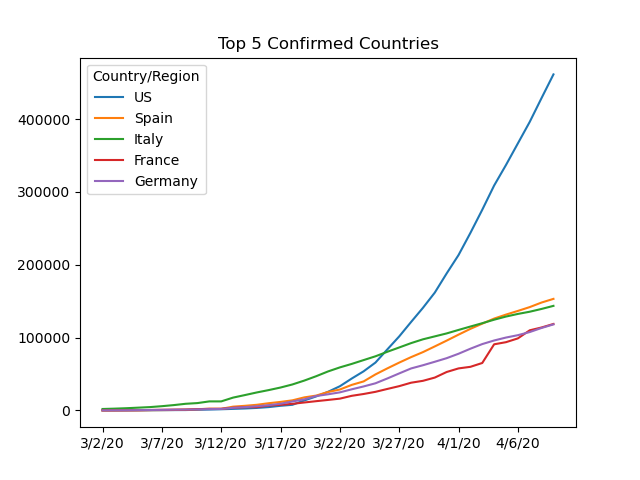 Top 5 Confirmed Countries
Country/Region
US
Spain
Italy
France
Germany
400000
300000
200000
100000
0
3/2/20 3/7/20 3/12/20 3/17/20 3/22/20 3/27/20 4/1/20 4/6/20